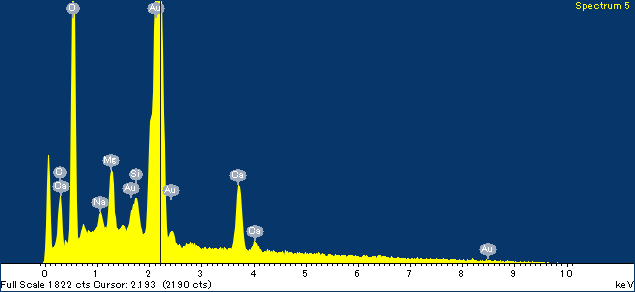 Spectrum 5
O
Au
C
Ca
Na
Mg
Au
Si
Au
Ca
Ca
Au
0 1 2 3 4 5 6 7 8 9 10
Full Scale 1822 cts Cursor: 2.193 (2190 cts) keV